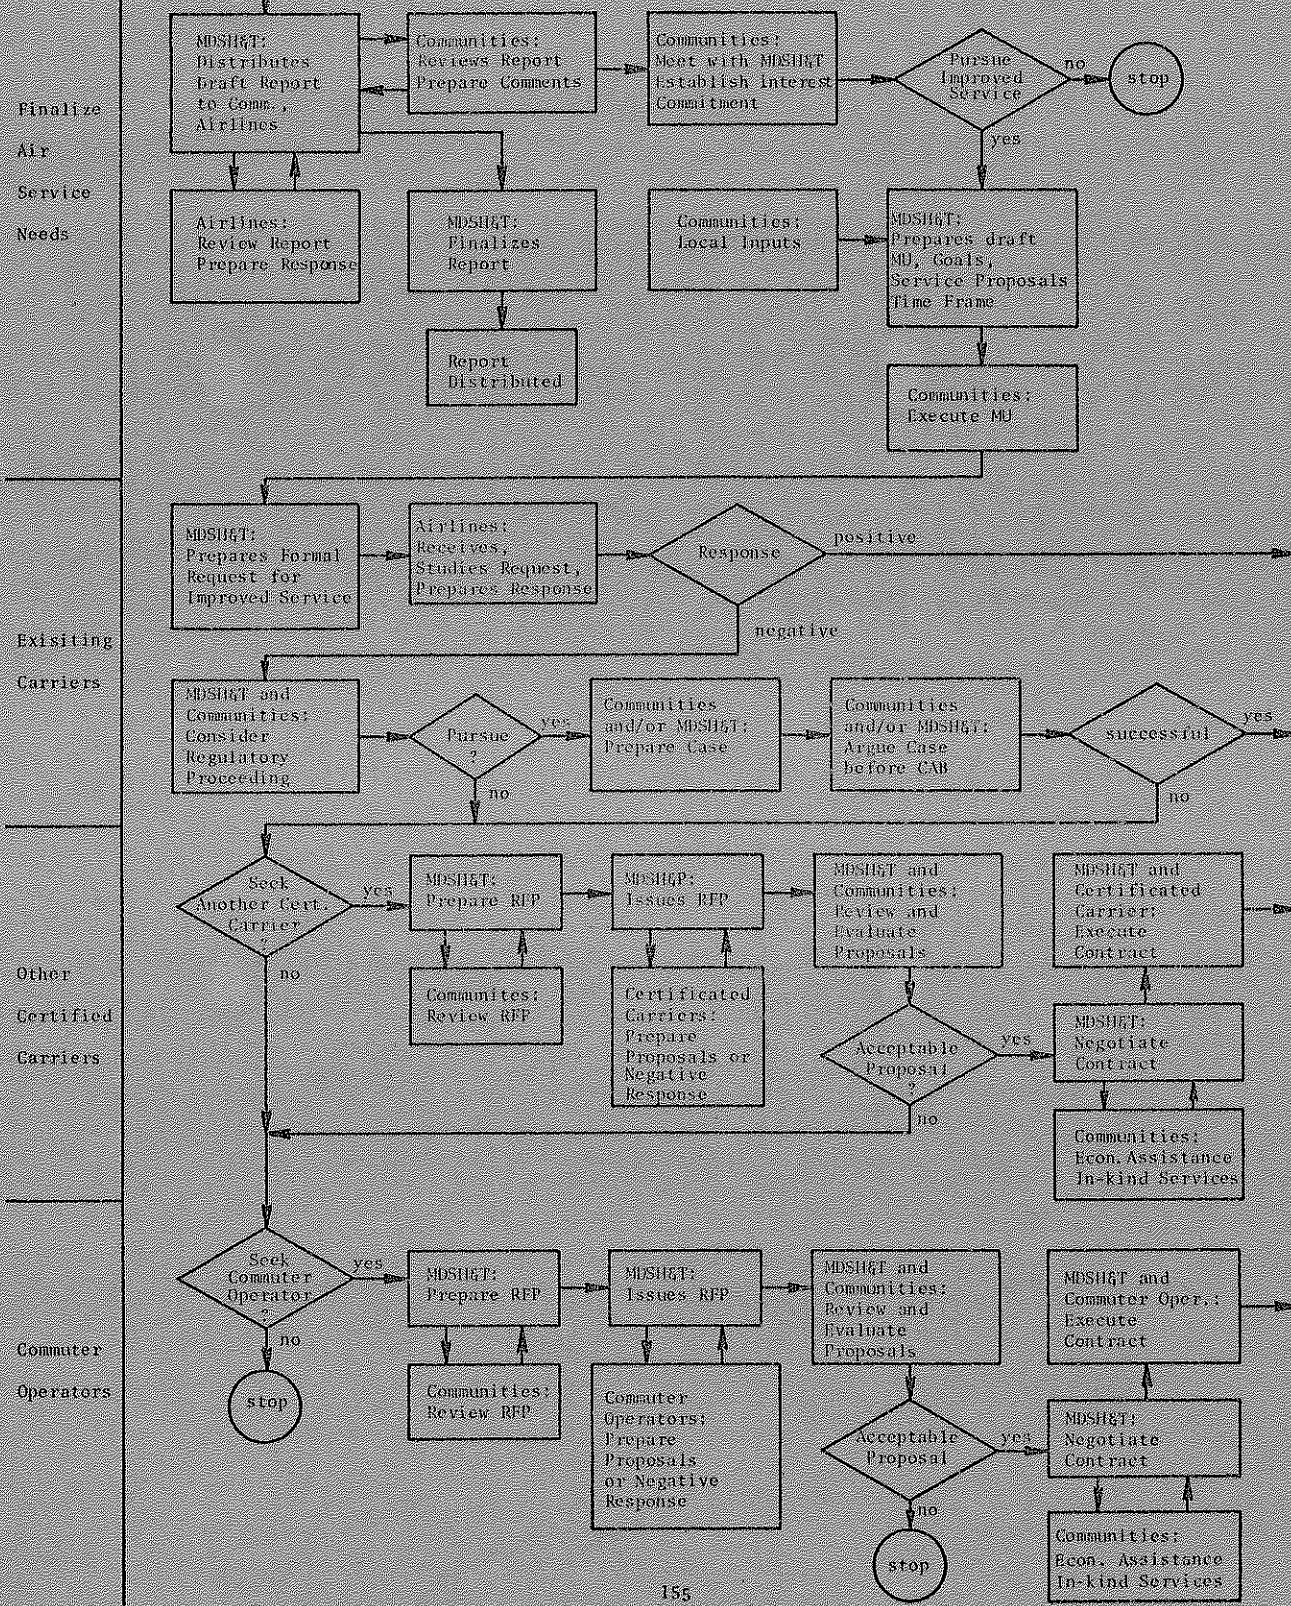 Finalize
Air
Service
Needs
MDSH&T:
Distributes
Draft Report
to Comm.,
Airlines
Communities:
Reviews Report
Prepare Comments
Communities:
Meet with MDSH&T
Establish Interest
Commitment
Pursue
Improved
Service
no
stop
yes
Airlines:
Review Report
Prepare Response
MDSH&T:
Finalizes
Report
Communities:
Local Inputs
MDSH&T:
Prepares draft
MU, Goals,
Service Proposals
Time Frame
Report
Distributed
Communities:
Execute MU
Exisiting
Carriers
MDSH&T:
Prepares Formal
Request for
Improved Service
Airlines:
Receives,
Studies Request,
Prepares Response
Response
positive
negative
MDSH&T and
Communities:
Consider
Regulatory
Proceeding
Pursue
?
yes
no
Communities
and/or MDSH&T:
Prepare Case
Communities
and/or MDSH&T:
Argue Case
before CAB
successful
yes
no
Other
Certified
Carriers
Seek
Another Cert.
Carrier
?
yes
no
MDSH&T:
Prepare RFP
Communites:
Review RFP
MDSH&P:
Issues RFP
Certificated
Carriers:
Prepare
Proposals or
Negative
Response
MDSH&T and
Communities:
Review and
Evaluate
Proposals
Acceptable
Proposal
?
yes
no
MDSH&T and
Certificated
Carrier:
Execute
Contract
MDSH&T:
Negotiate
Contract
Communities:
Econ. Assistance
In-kind Services
Commuter
Operators
Seek
Commuter
Operator
?
yes
no
stop
MDSH&T:
Prepare RFP
Communities:
Review RFP
MDSH&T:
Issues RFP
Commuter
Operators:
Prepare
Proposals
or Negative
Response
MDSH&T and
Communities:
Review and
Evaluate
Proposals
Acceptable
Proposal
yes
no
stop
MDSH&T and
Commuter Oper.:
Execute
Contract
MDSH&T:
Negotiate
Contract
Communities:
Econ. Assistance
In-kind Services
155